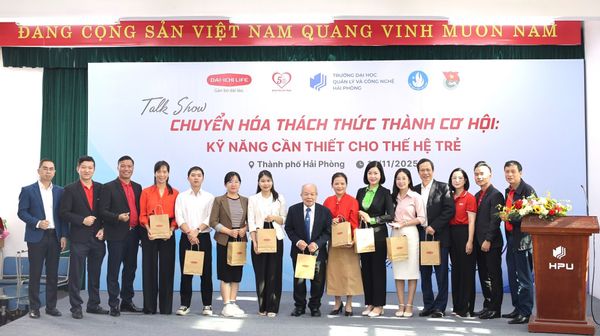 ĐẢNG CỘNG SẢN VIỆT NAM QUANG VINH MUÔN NĂM
DAI-ICHI LIFE
Gắn bó dài lâu
TRƯỜNG ĐẠI HỌC
QUẢN LÝ VÀ CÔNG NGHỆ
HẢI PHÒNG
Talk Show
CHUYỂN HÓA THÁCH THỨC THÀNH CƠ HỘI:
KỸ NĂNG CẦN THIẾT CHO THẾ HỆ TRẺ
Thành phố Hải Phòng
/11/2025
HPU